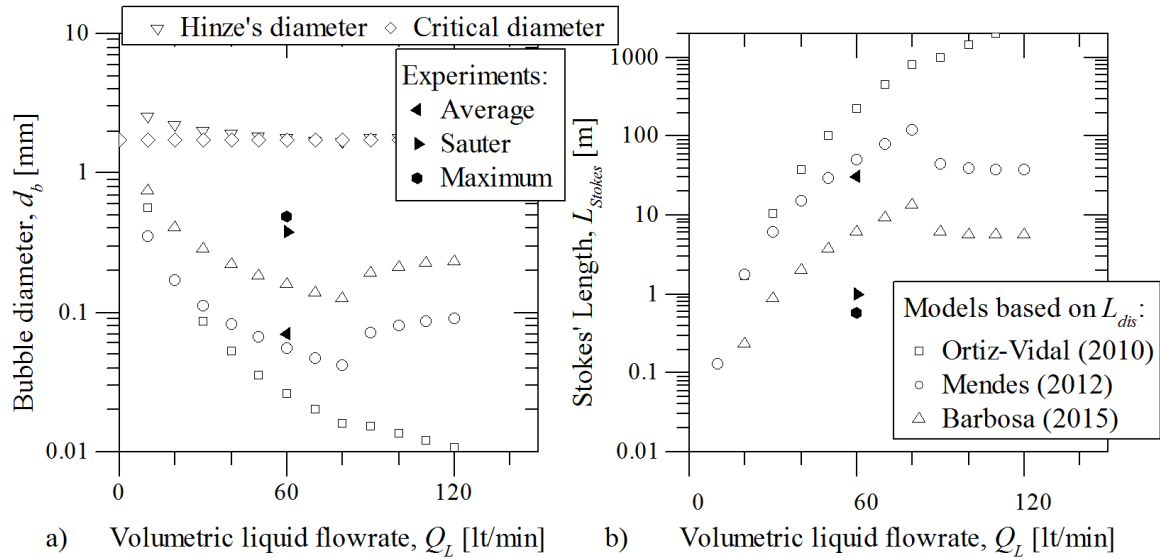 Hinze's diameter Critical diameter
10
1
0.1
0.01
Bubble diameter, d_b [mm]
Experiments:
Average
Sauter
Maximum
0 60 120
a) Volumetric liquid flowrate, Q_L [lt/min]
1000
100
10
1
0.1
0.01
Stokes' Length, L_Stokes [m]
Models based on L_dis:
Ortiz-Vidal (2010)
Mendes (2012)
Barbosa (2015)
0 60 120
b) Volumetric liquid flowrate, Q_L [lt/min]